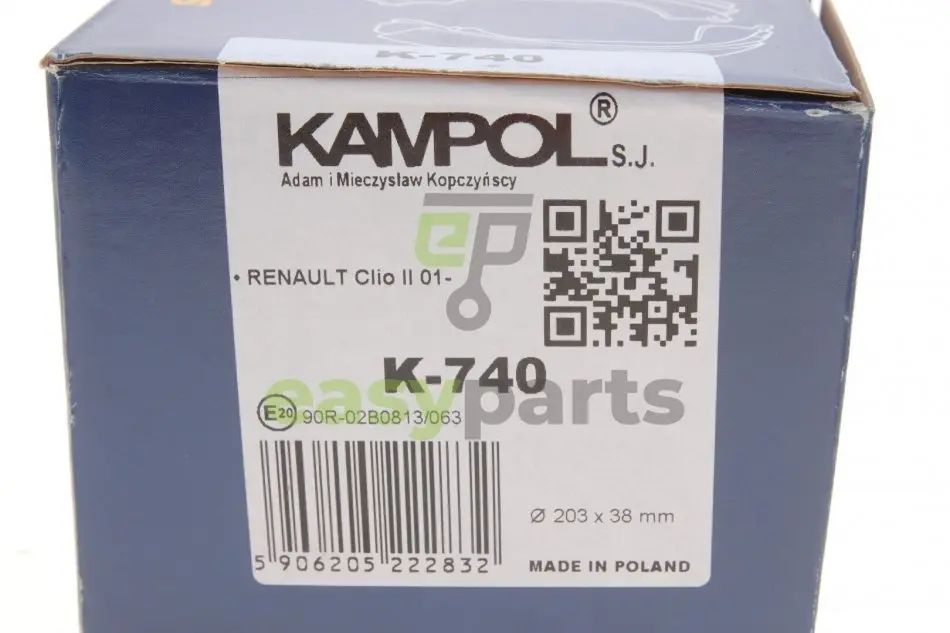 K-740
KAMPOL® S.J.
Adam i Mieczysław Kopczyńscy
ep
• RENAULT Clio II 01-
K-740
easyparts
E20 90R-02B0813/063
Ø 203 x 38 mm
5 906205 222832
MADE IN POLAND